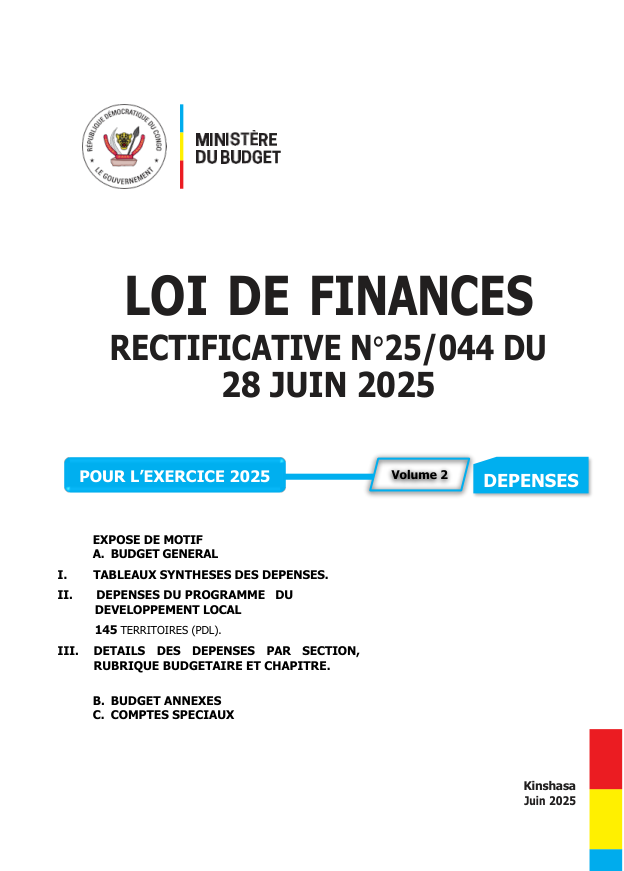 RÉPUBLIQUE DÉMOCRATIQUE DU CONGO
LE GOUVERNEMENT
MINISTÈRE
DU BUDGET
LOI DE FINANCES
RECTIFICATIVE N°25/044 DU
28 JUIN 2025
POUR L’EXERCICE 2025
Volume 2
DEPENSES
EXPOSE DE MOTIF
A. BUDGET GENERAL
I. TABLEAUX SYNTHESES DES DEPENSES.
II. DEPENSES DU PROGRAMME DU
DEVELOPPEMENT LOCAL
145 TERRITOIRES (PDL).
III. DETAILS DES DEPENSES PAR SECTION,
RUBRIQUE BUDGETAIRE ET CHAPITRE.
B. BUDGET ANNEXES
C. COMPTES SPECIAUX
Kinshasa
Juin 2025